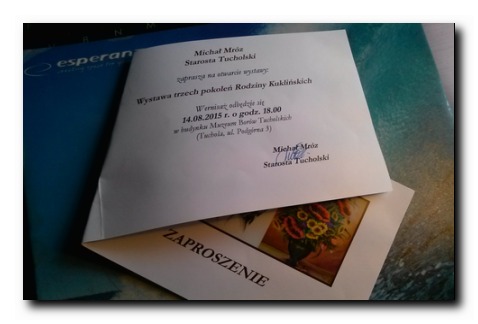 esperan
Michał Mróz
Starosta Tucholski
zaprasza na otwarcie wystawy:
Wystawa trzech pokoleń Rodziny Kuklińskich
Wernisaż odbędzie się
14.08.2015 r. o godz. 18.00
w budynku Muzeum Borów Tucholskich
(Tuchola, ul. Podgórna 3)
Michał Mróz
Starosta Tucholski
ZAPROSZENIE